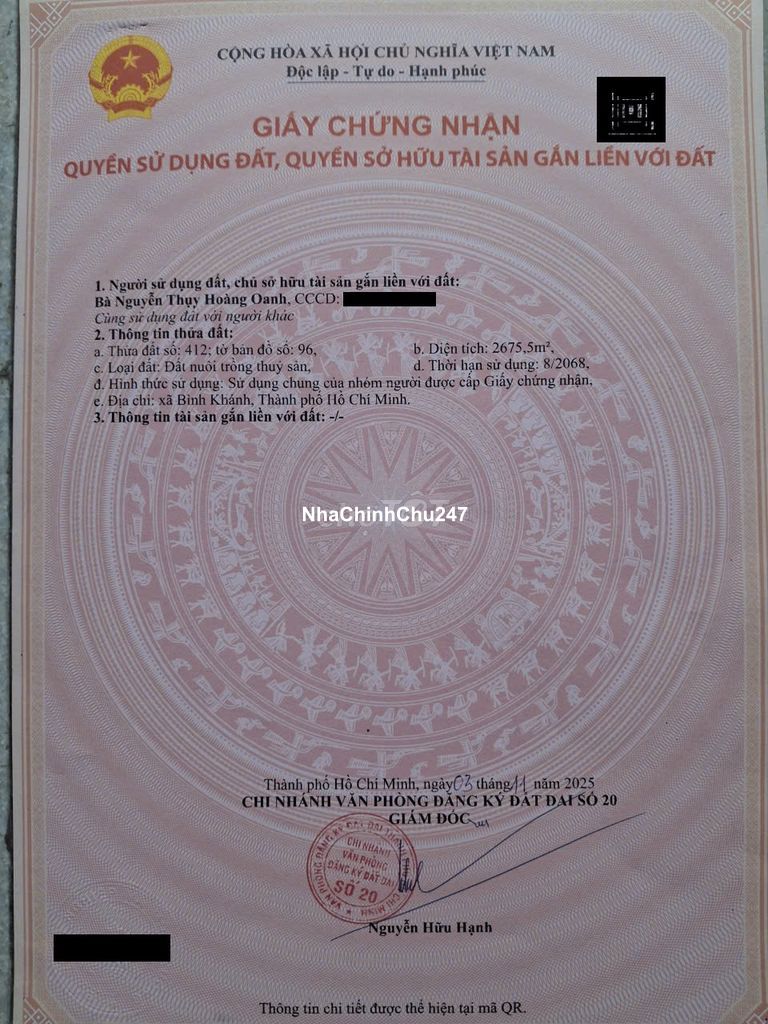 CỘNG HÒA XÃ HỘI CHỦ NGHĨA VIỆT NAM
Độc lập - Tự do - Hạnh phúc
GIẤY CHỨNG NHẬN
QUYỀN SỬ DỤNG ĐẤT, QUYỀN SỞ HỮU TÀI SẢN GẮN LIỀN VỚI ĐẤT
1. Người sử dụng đất, chủ sở hữu tài sản gắn liền với đất:
Bà Nguyễn Thụy Hoàng Oanh, CCCD:
Cùng sử dụng đất với người khác
2. Thông tin thửa đất:
a. Thửa đất số: 412; tờ bản đồ số: 96, b. Diện tích: 2675,5m²,
c. Loại đất: Đất nuôi trồng thuỷ sản, d. Thời hạn sử dụng: 8/2068,
đ. Hình thức sử dụng: Sử dụng chung của nhóm người được cấp Giấy chứng nhận,
e. Địa chỉ: xã Bình Khánh, Thành phố Hồ Chí Minh.
3. Thông tin tài sản gắn liền với đất: -/-
NhaChinhChu247
Thành phố Hồ Chí Minh, ngày 03 tháng 11 năm 2025
CHI NHÁNH VĂN PHÒNG ĐĂNG KÝ ĐẤT ĐAI SỐ 20
GIÁM ĐỐC
CHI NHÁNH
VĂN PHÒNG
ĐĂNG KÝ ĐẤT ĐAI
SỐ 20
Nguyễn Hữu Hạnh
Thông tin chi tiết được thể hiện tại mã QR.